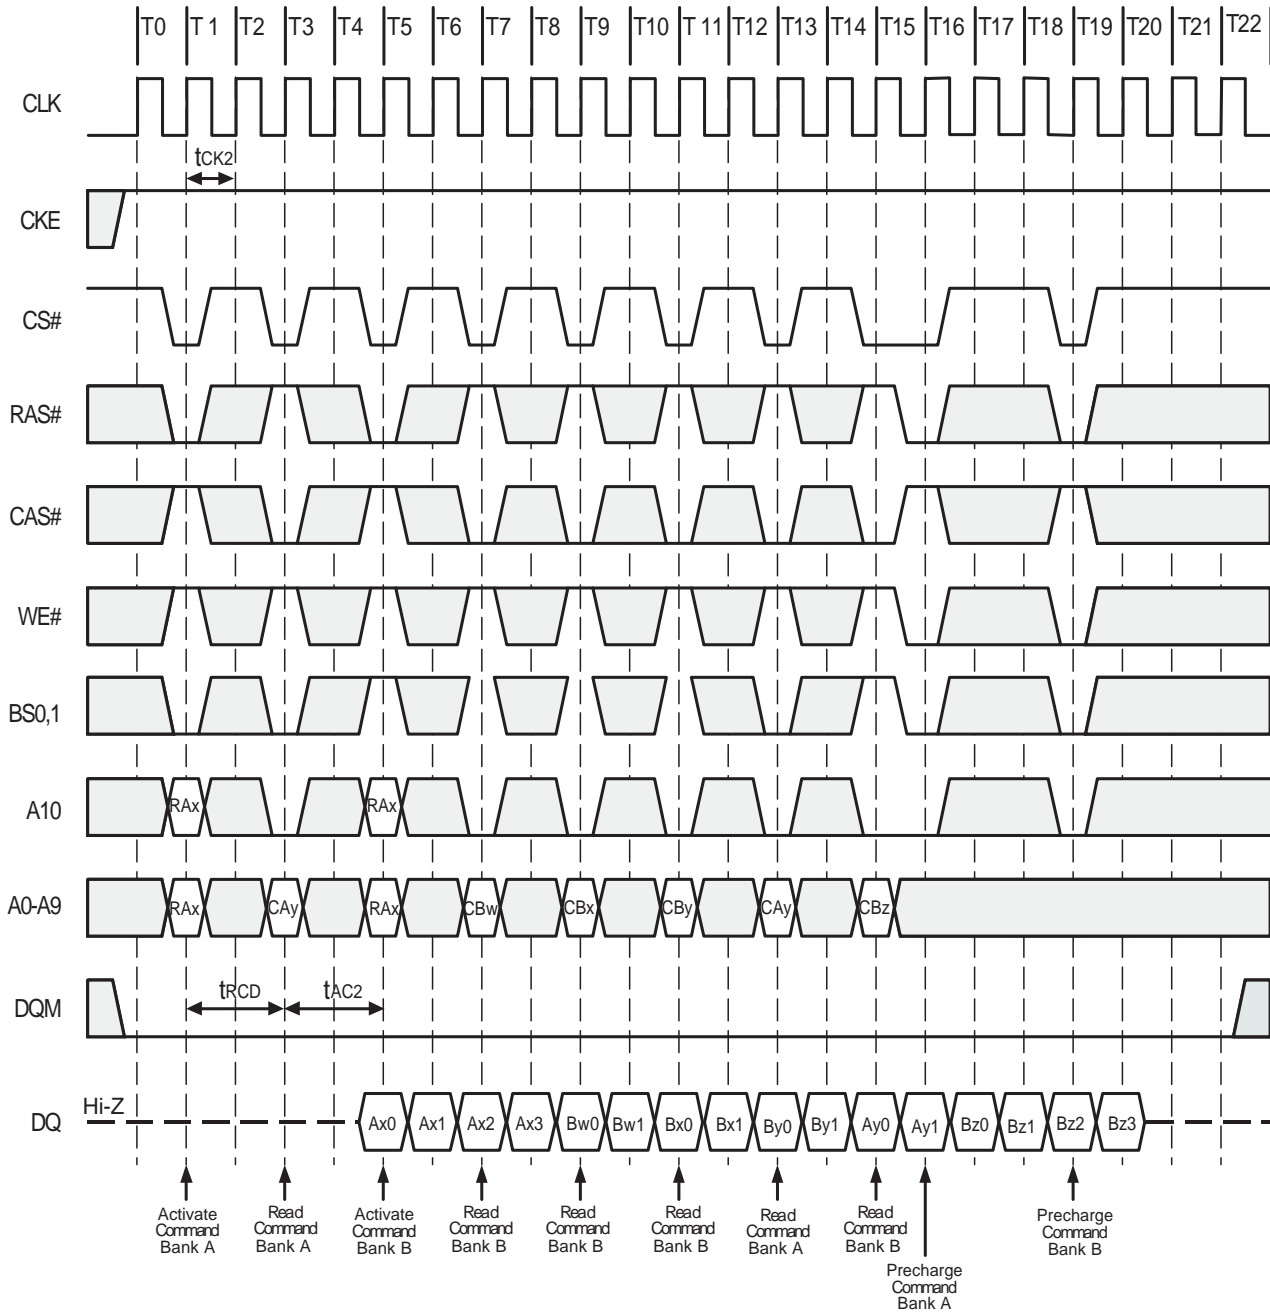 T0 T 1 T2 T3 T4 T5 T6 T7 T8 T9 T10 T 11 T12 T13 T14 T15 T16 T17 T18 T19 T20 T21 T22
CLK
tCK2
CKE
CS#
RAS#
CAS#
WE#
BS0,1
A10 RAx RAx
A0-A9 RAx CAy RAx CBw CBx CBy CAy CBz
DQM tRCD tAC2
Hi-Z
DQ Ax0 Ax1 Ax2 Ax3 Bw0 Bw1 Bx0 Bx1 By0 By1 Ay0 Ay1 Bz0 Bz1 Bz2 Bz3
Activate
Command
Bank A
Read
Command
Bank A
Activate
Command
Bank B
Read
Command
Bank B
Read
Command
Bank B
Read
Command
Bank B
Read
Command
Bank A
Read
Command
Bank B
Precharge
Command
Bank A
Precharge
Command
Bank B